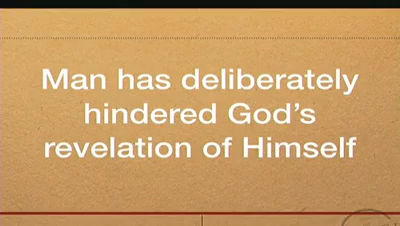 Man has deliberately
hindered God's
revelation of Himself